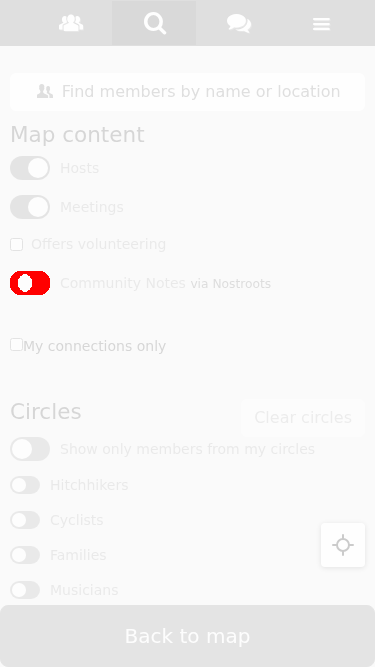 Find members by name or location
Map content
Hosts
Meetings
Offers volunteering
Community Notes via Nostroots
My connections only
Circles
Clear circles
Show only members from my circles
Hitchhikers
Cyclists
Families
Musicians
Back to map